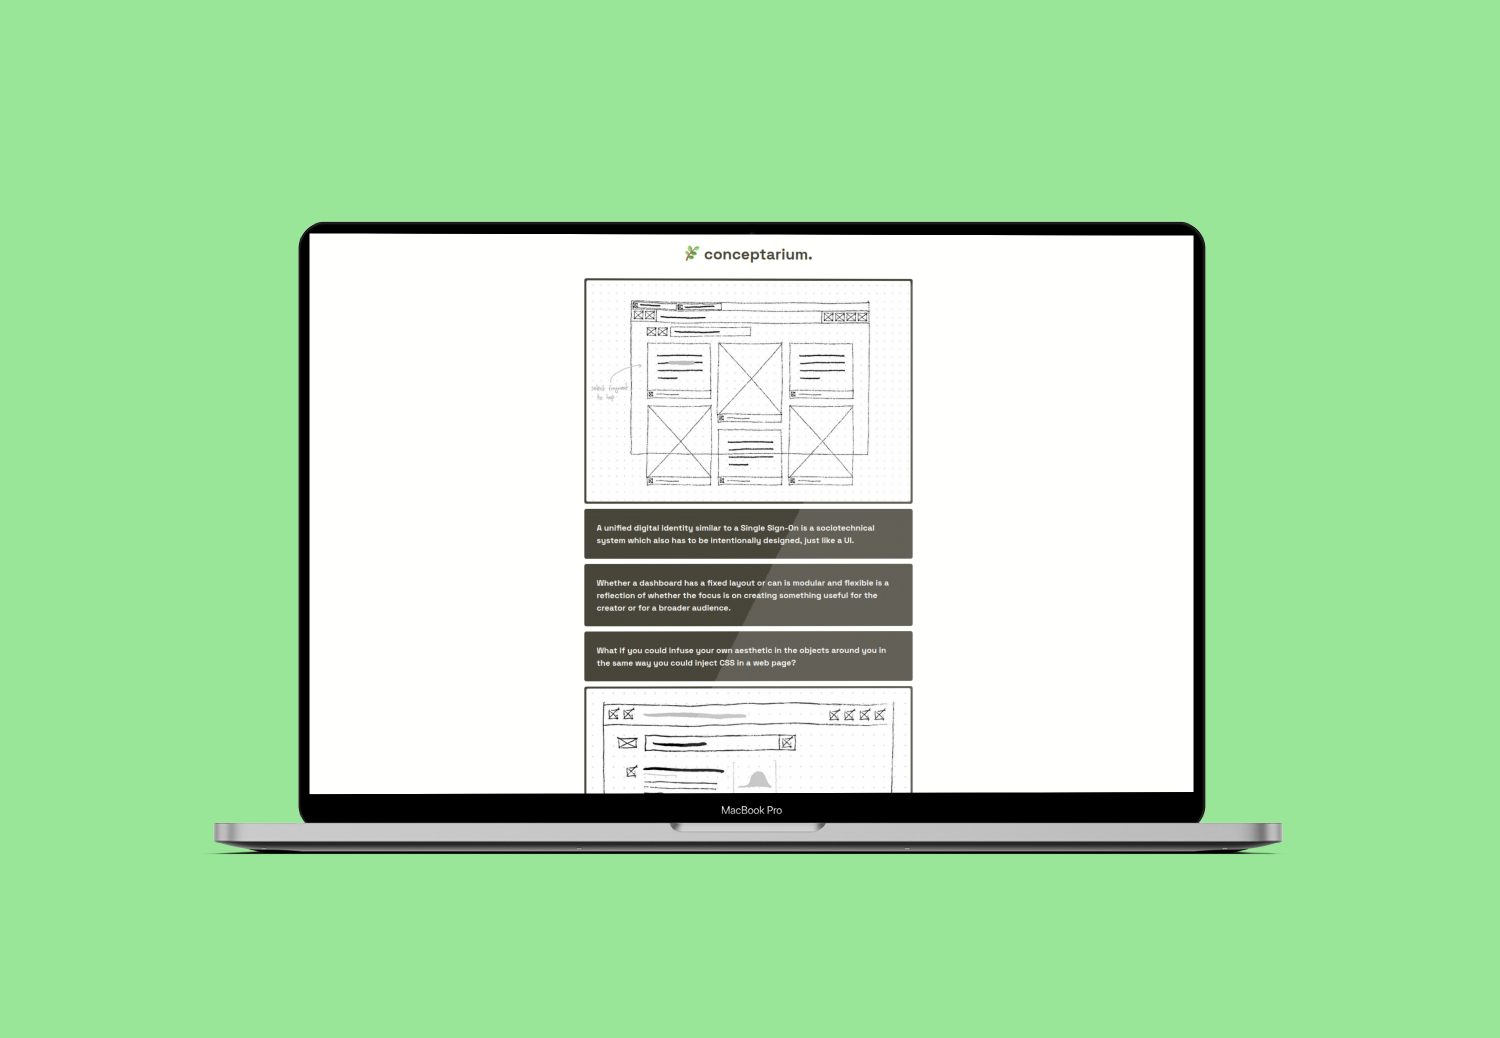 conceptarium.
select fragment
to hop
A unified digital identity similar to a Single Sign-On is a sociotechnical
system which also has to be intentionally designed, just like a UI.
Whether a dashboard has a fixed layout or can is modular and flexible is a
reflection of whether the focus is on creating something useful for the
creator or for a broader audience.
What if you could infuse your own aesthetic in the objects around you in
the same way you could inject CSS in a web page?
MacBook Pro